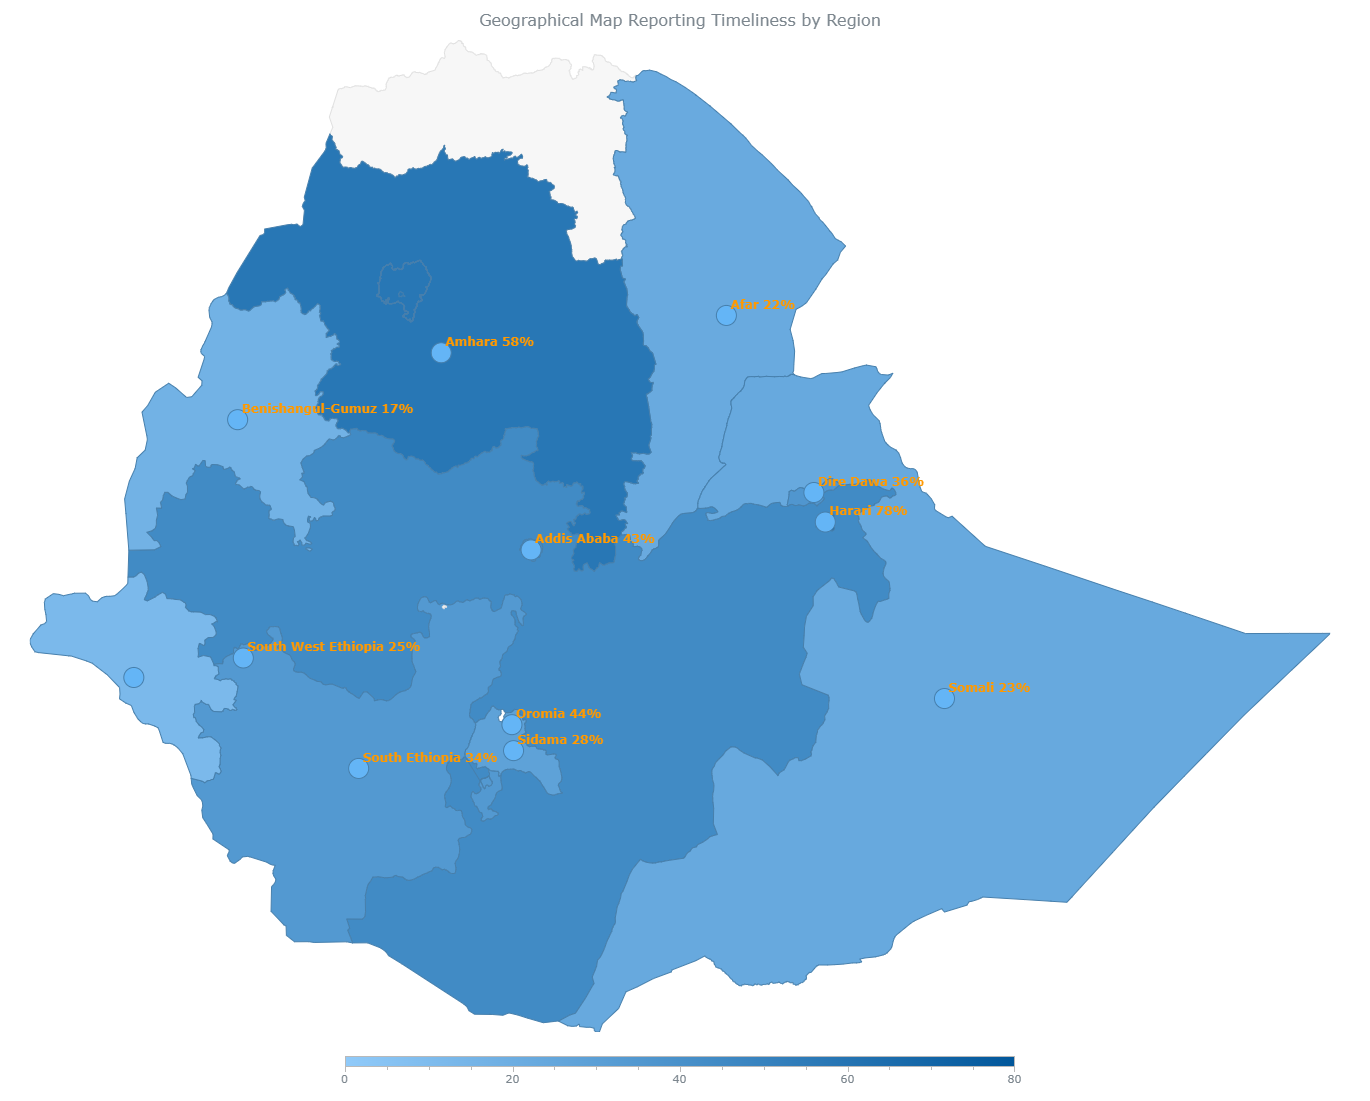 Geographical Map Reporting Timeliness by Region
Afar 22%
Amhara 58%
Benishangul-Gumuz 17%
Dire Dawa 36%
Harari 78%
Addis Ababa 43%
South West Ethiopia 25%
Somali 23%
Oromia 44%
Sidama 28%
South Ethiopia 34%
0 20 40 60 80